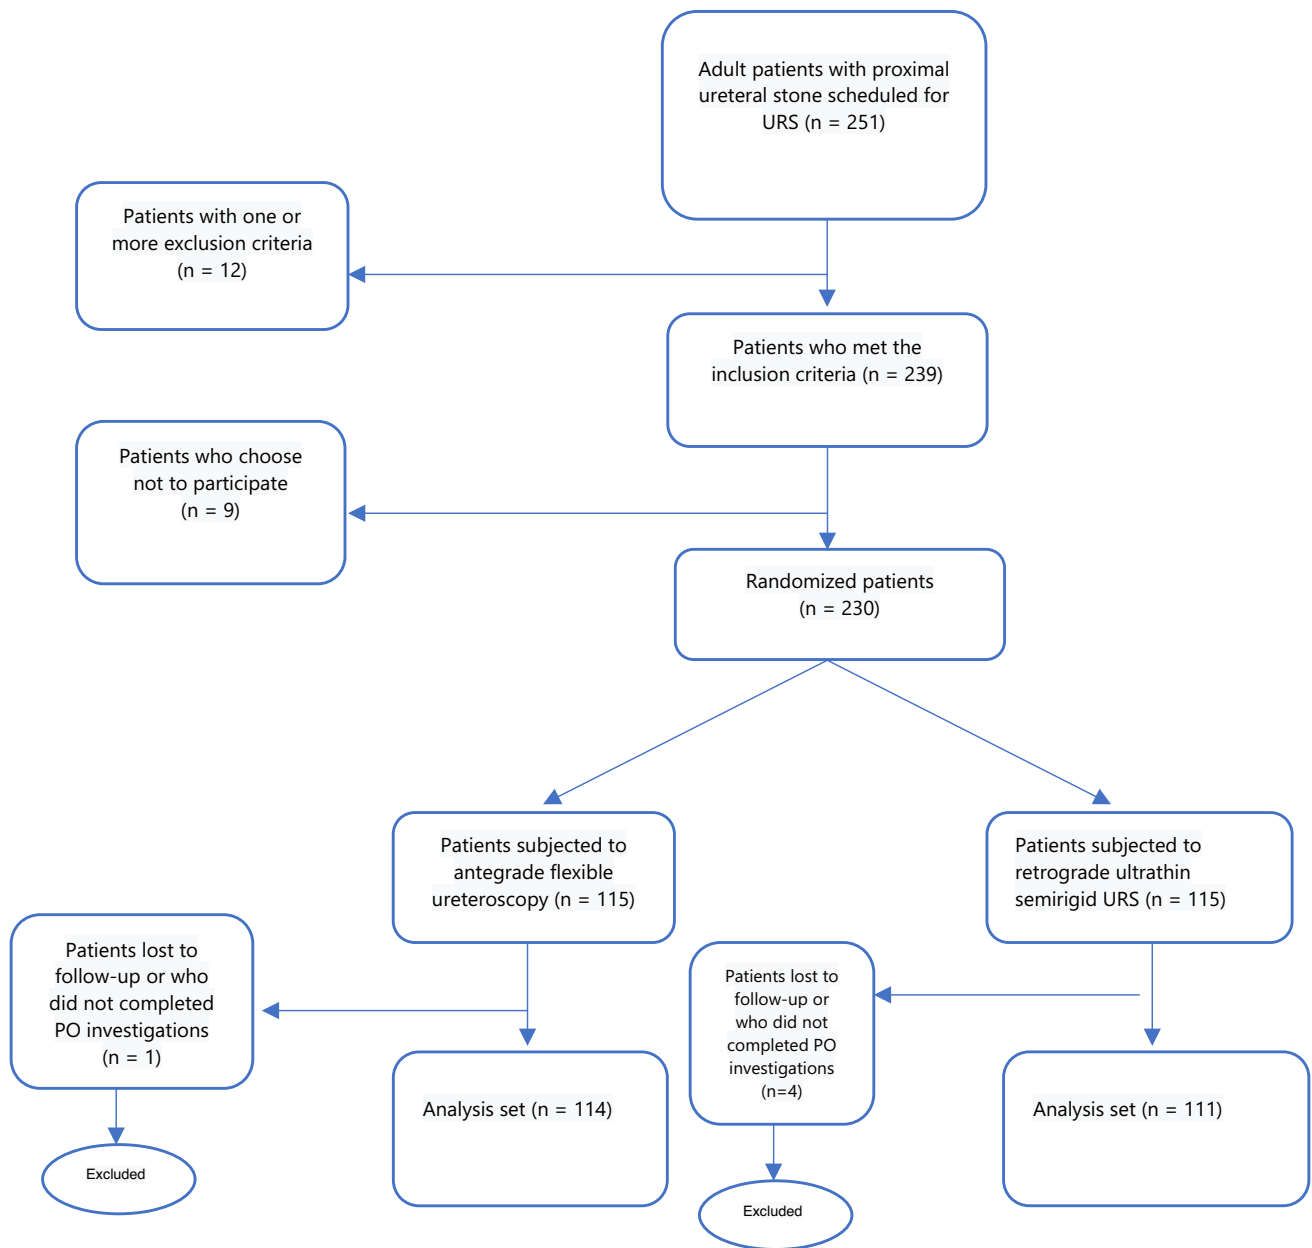 Adult patients with proximal
ureteral stone scheduled for
URS (n = 251)
Patients with one or
more exclusion criteria
(n = 12)
Patients who met the
inclusion criteria (n = 239)
Patients who choose
not to participate
(n = 9)
Randomized patients
(n = 230)
Patients subjected to
antegrade flexible
ureteroscopy (n = 115)
Patients subjected to
retrograde ultrathin
semirigid URS (n = 115)
Patients lost to
follow-up or who
did not completed
PO investigations
(n = 1)
Patients lost to
follow-up or
who did not
completed PO
investigations
(n=4)
Analysis set (n = 114)
Analysis set (n = 111)
Excluded
Excluded